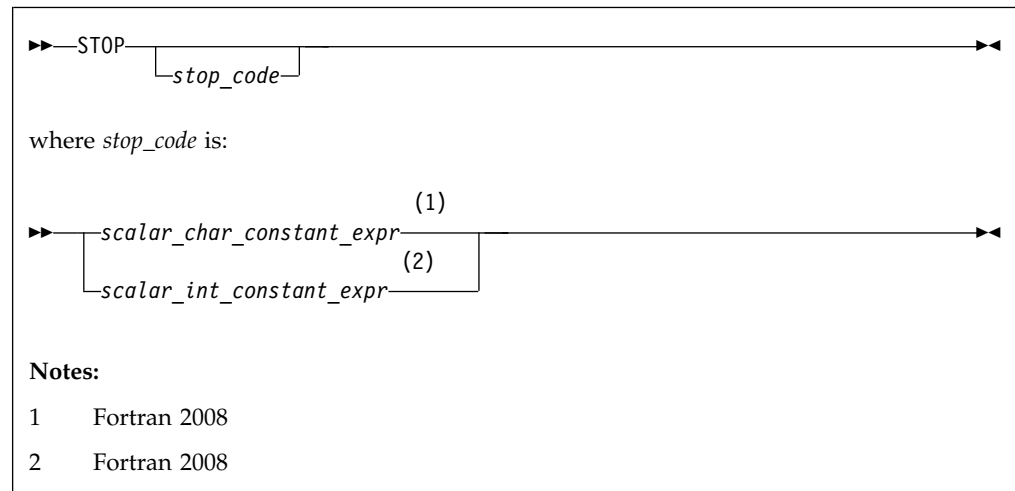 STOP
stop_code
where stop_code is:
(1)
scalar_char_constant_expr
(2)
scalar_int_constant_expr
Notes:
1 Fortran 2008
2 Fortran 2008